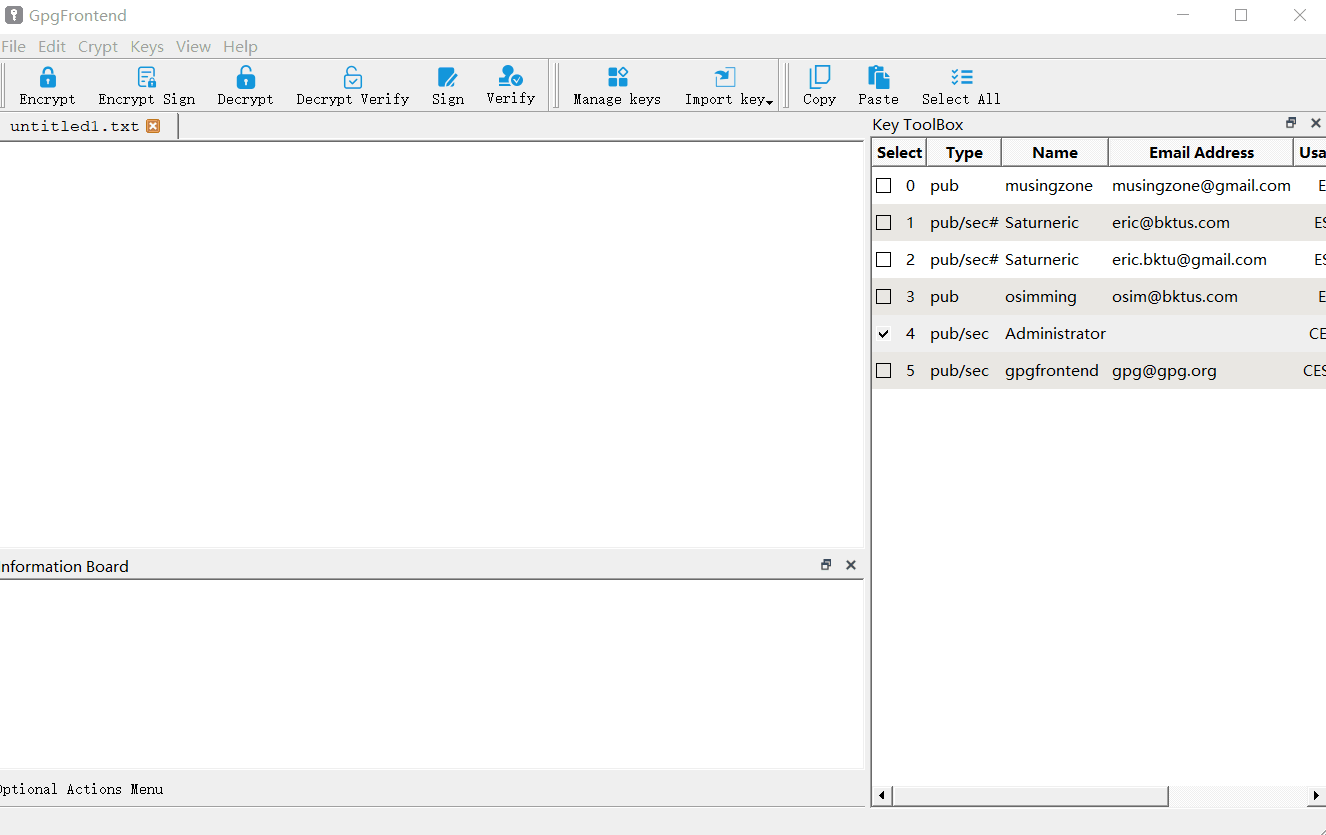 GpgFrontend
File Edit Crypt Keys View Help
Encrypt Encrypt Sign Decrypt Decrypt Verify Sign Verify Manage keys Import key Copy Paste Select All
untitled1.txt
Key ToolBox
Select Type Name Email Address Usa
0 pub musingzone musingzone@gmail.com E
1 pub/sec# Saturneric eric@bktus.com ES
2 pub/sec# Saturneric eric.bktu@gmail.com ES
3 pub osimming osim@bktus.com E
4 pub/sec Administrator CE
5 pub/sec gpgfrontend gpg@gpg.org CES
nformation Board
Optional Actions Menu